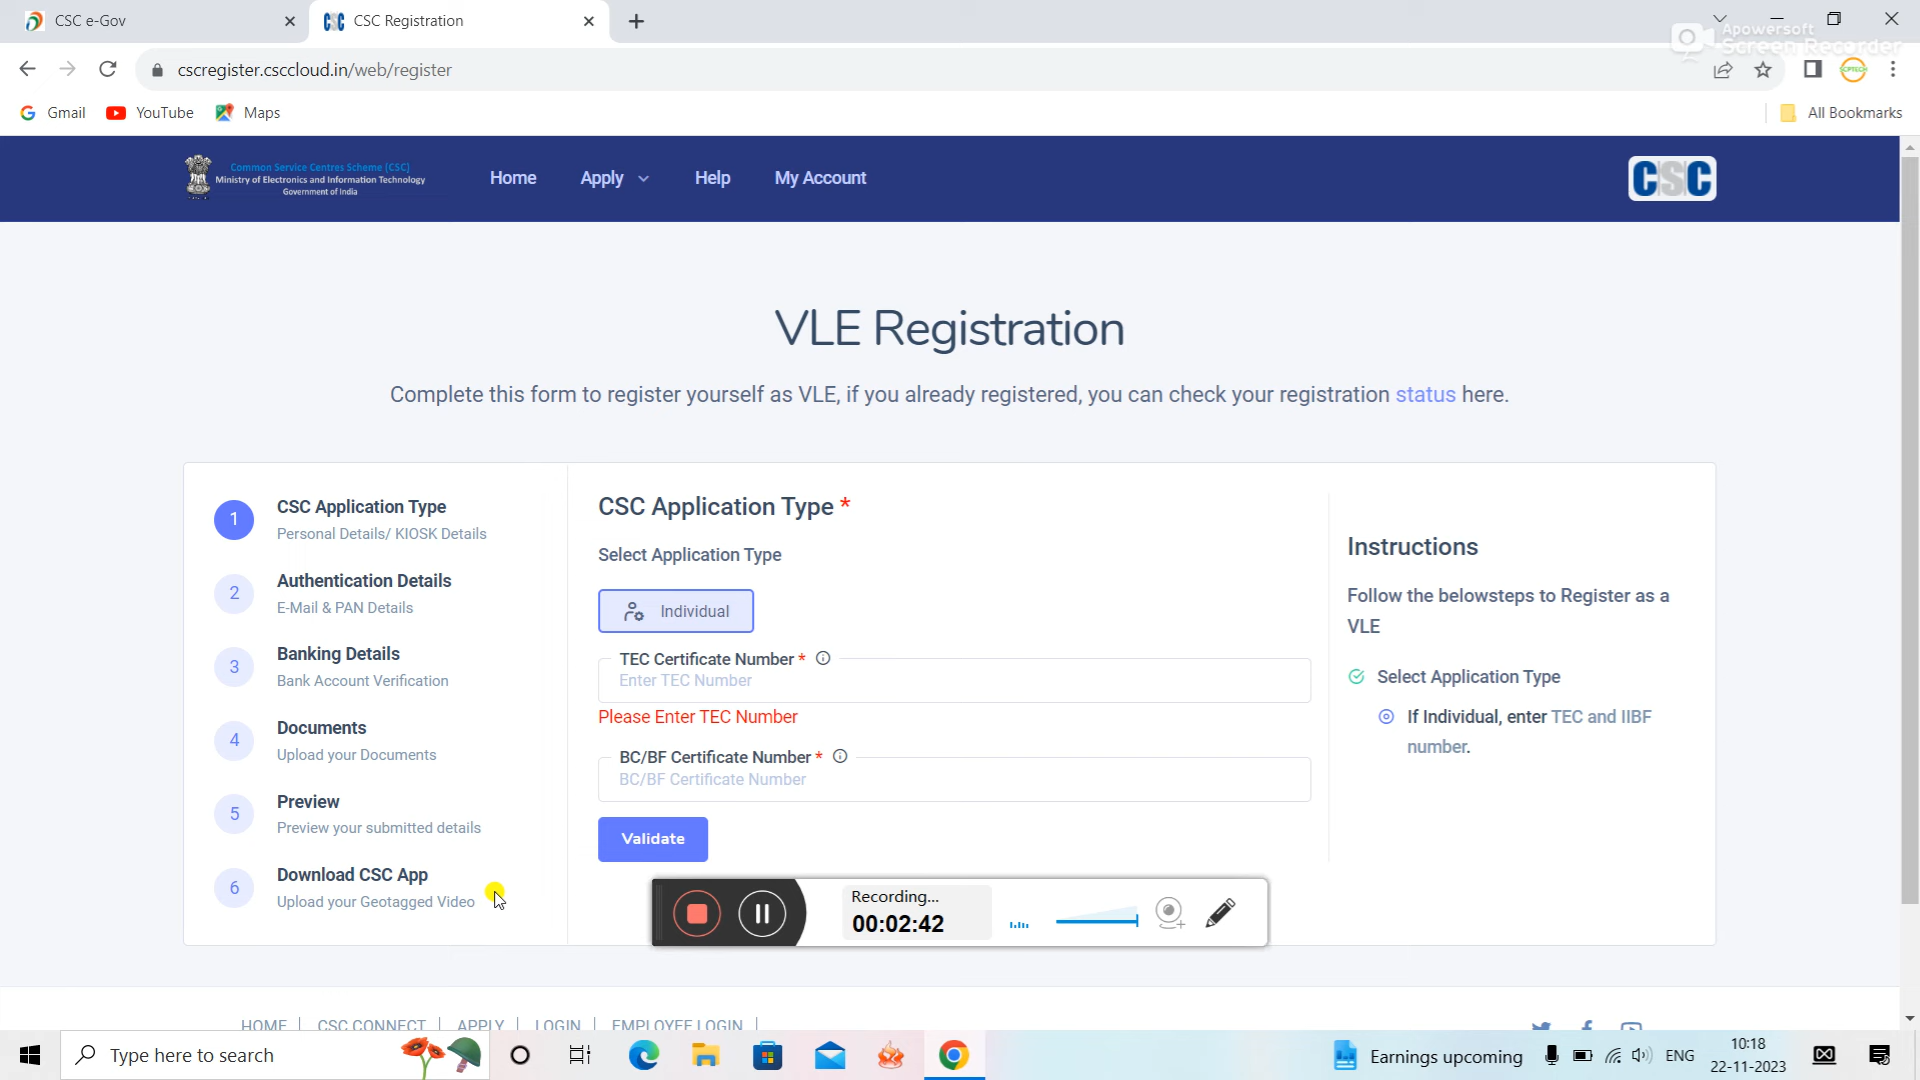 CSC e-Gov
CSC Registration
Apowersoft
Screen Recorder
cscregister.csccloud.in/web/register
Gmail
YouTube
Maps
All Bookmarks
Common Service Centres Scheme (CSC)
Ministry of Electronics and Information Technology
Government of India
Home
Apply
Help
My Account
CSC
VLE Registration
Complete this form to register yourself as VLE, if you already registered, you can check your registration status here.
1
CSC Application Type
Personal Details/ KIOSK Details
2
Authentication Details
E-Mail & PAN Details
3
Banking Details
Bank Account Verification
4
Documents
Upload your Documents
5
Preview
Preview your submitted details
6
Download CSC App
Upload your Geotagged Video
CSC Application Type *
Select Application Type
Individual
TEC Certificate Number *
Enter TEC Number
Please Enter TEC Number
BC/BF Certificate Number *
BC/BF Certificate Number
Validate
Instructions
Follow the belowsteps to Register as a
VLE
Select Application Type
If Individual, enter TEC and IIBF
number.
Recording...
00:02:42
HOME
CSC CONNECT
APPLY
LOGIN
EMPLOYEE LOGIN
Type here to search
Earnings upcoming
ENG
10:18
22-11-2023